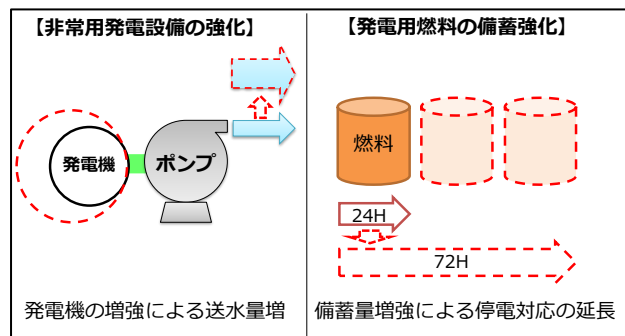 【非常用発電設備の強化】
発電機
ポンプ
発電機の増強による送水量増
【発電用燃料の備蓄強化】
燃料
24H
72H
備蓄量増強による停電対応の延長